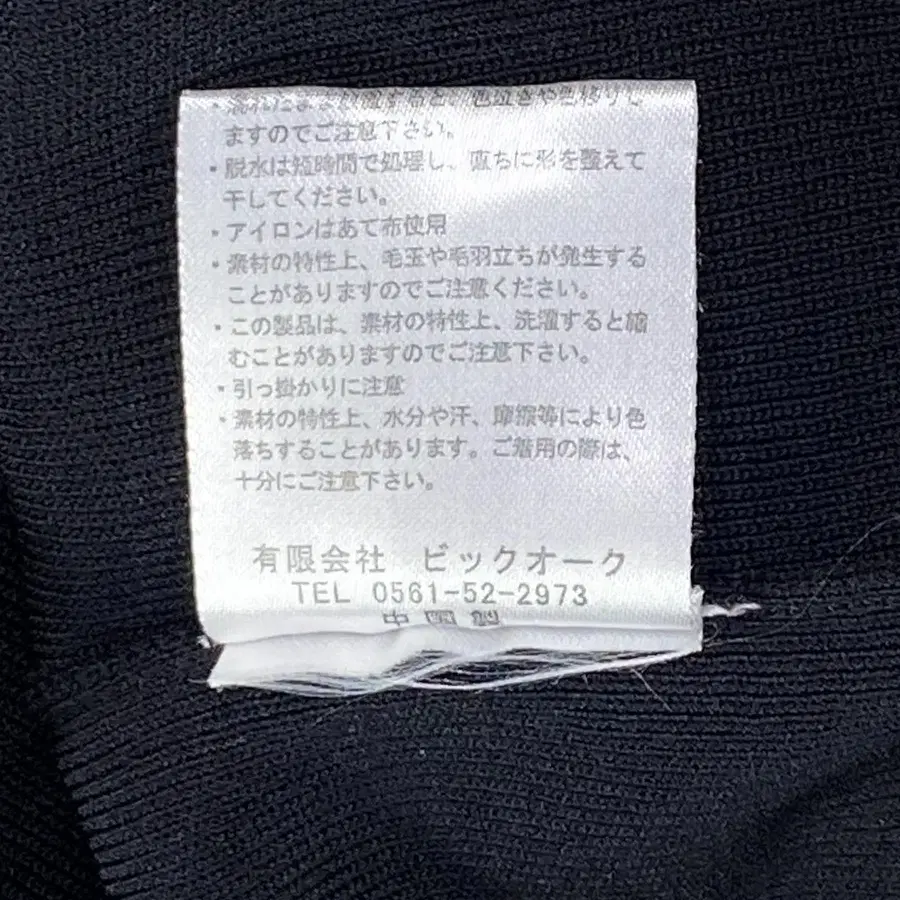 ますのでご注意下さい。
・脱水は短時間で処理し、直ちに形を整えて
干してください。
・アイロンはあて布使用
・素材の特性上、毛玉や毛羽立ちが発生する
ことがありますのでご注意ください。
・この製品は、素材の特性上、洗濯すると縮
むことがありますのでご注意下さい。
・引っ掛かりに注意
・素材の特性上、水分や汗、摩擦等により色
落ちすることがあります。ご着用の際は、
十分にご注意下さい。
有限会社 ビックオーク
TEL 0561-52-2973
中国製